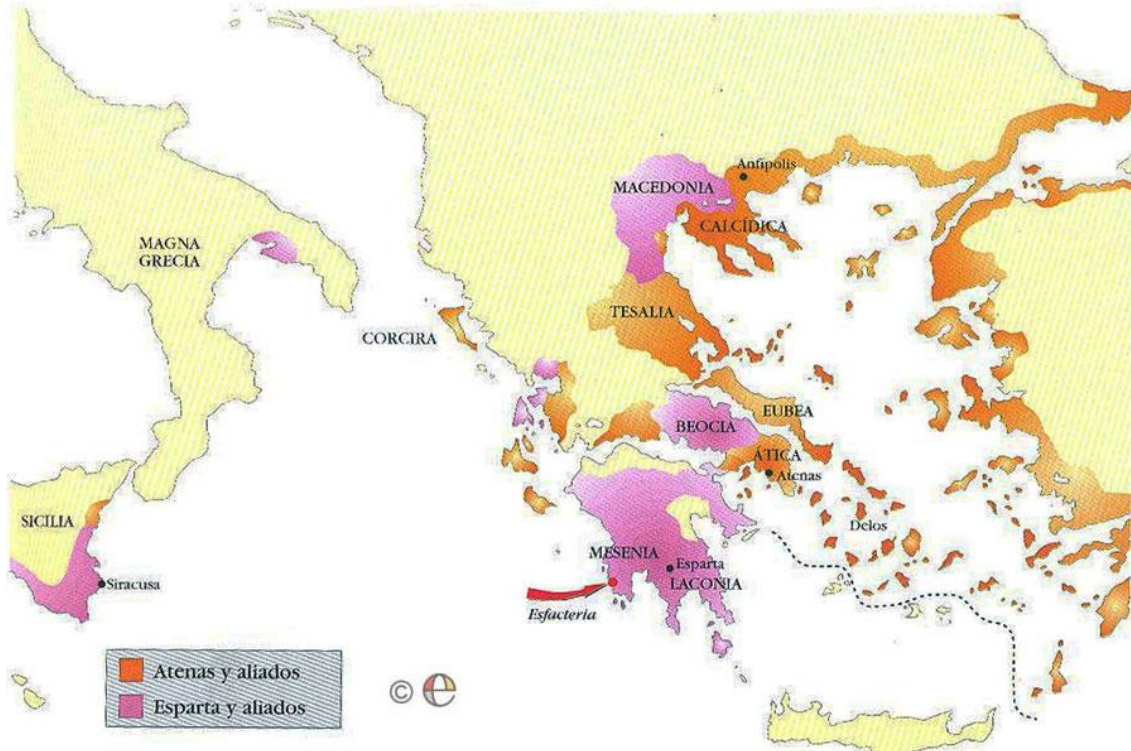 Anfípolis
MACEDONIA
CALCÍDICA
MAGNA
GRECIA
TESALIA
CORCIRA
EUBEA
BEOCIA
ÁTICA
Atenas
SICILIA
Delos
MESENIA
Siracusa
Esparta
LACONIA
Esfacteria
Atenas y aliados
Esparta y aliados
© e